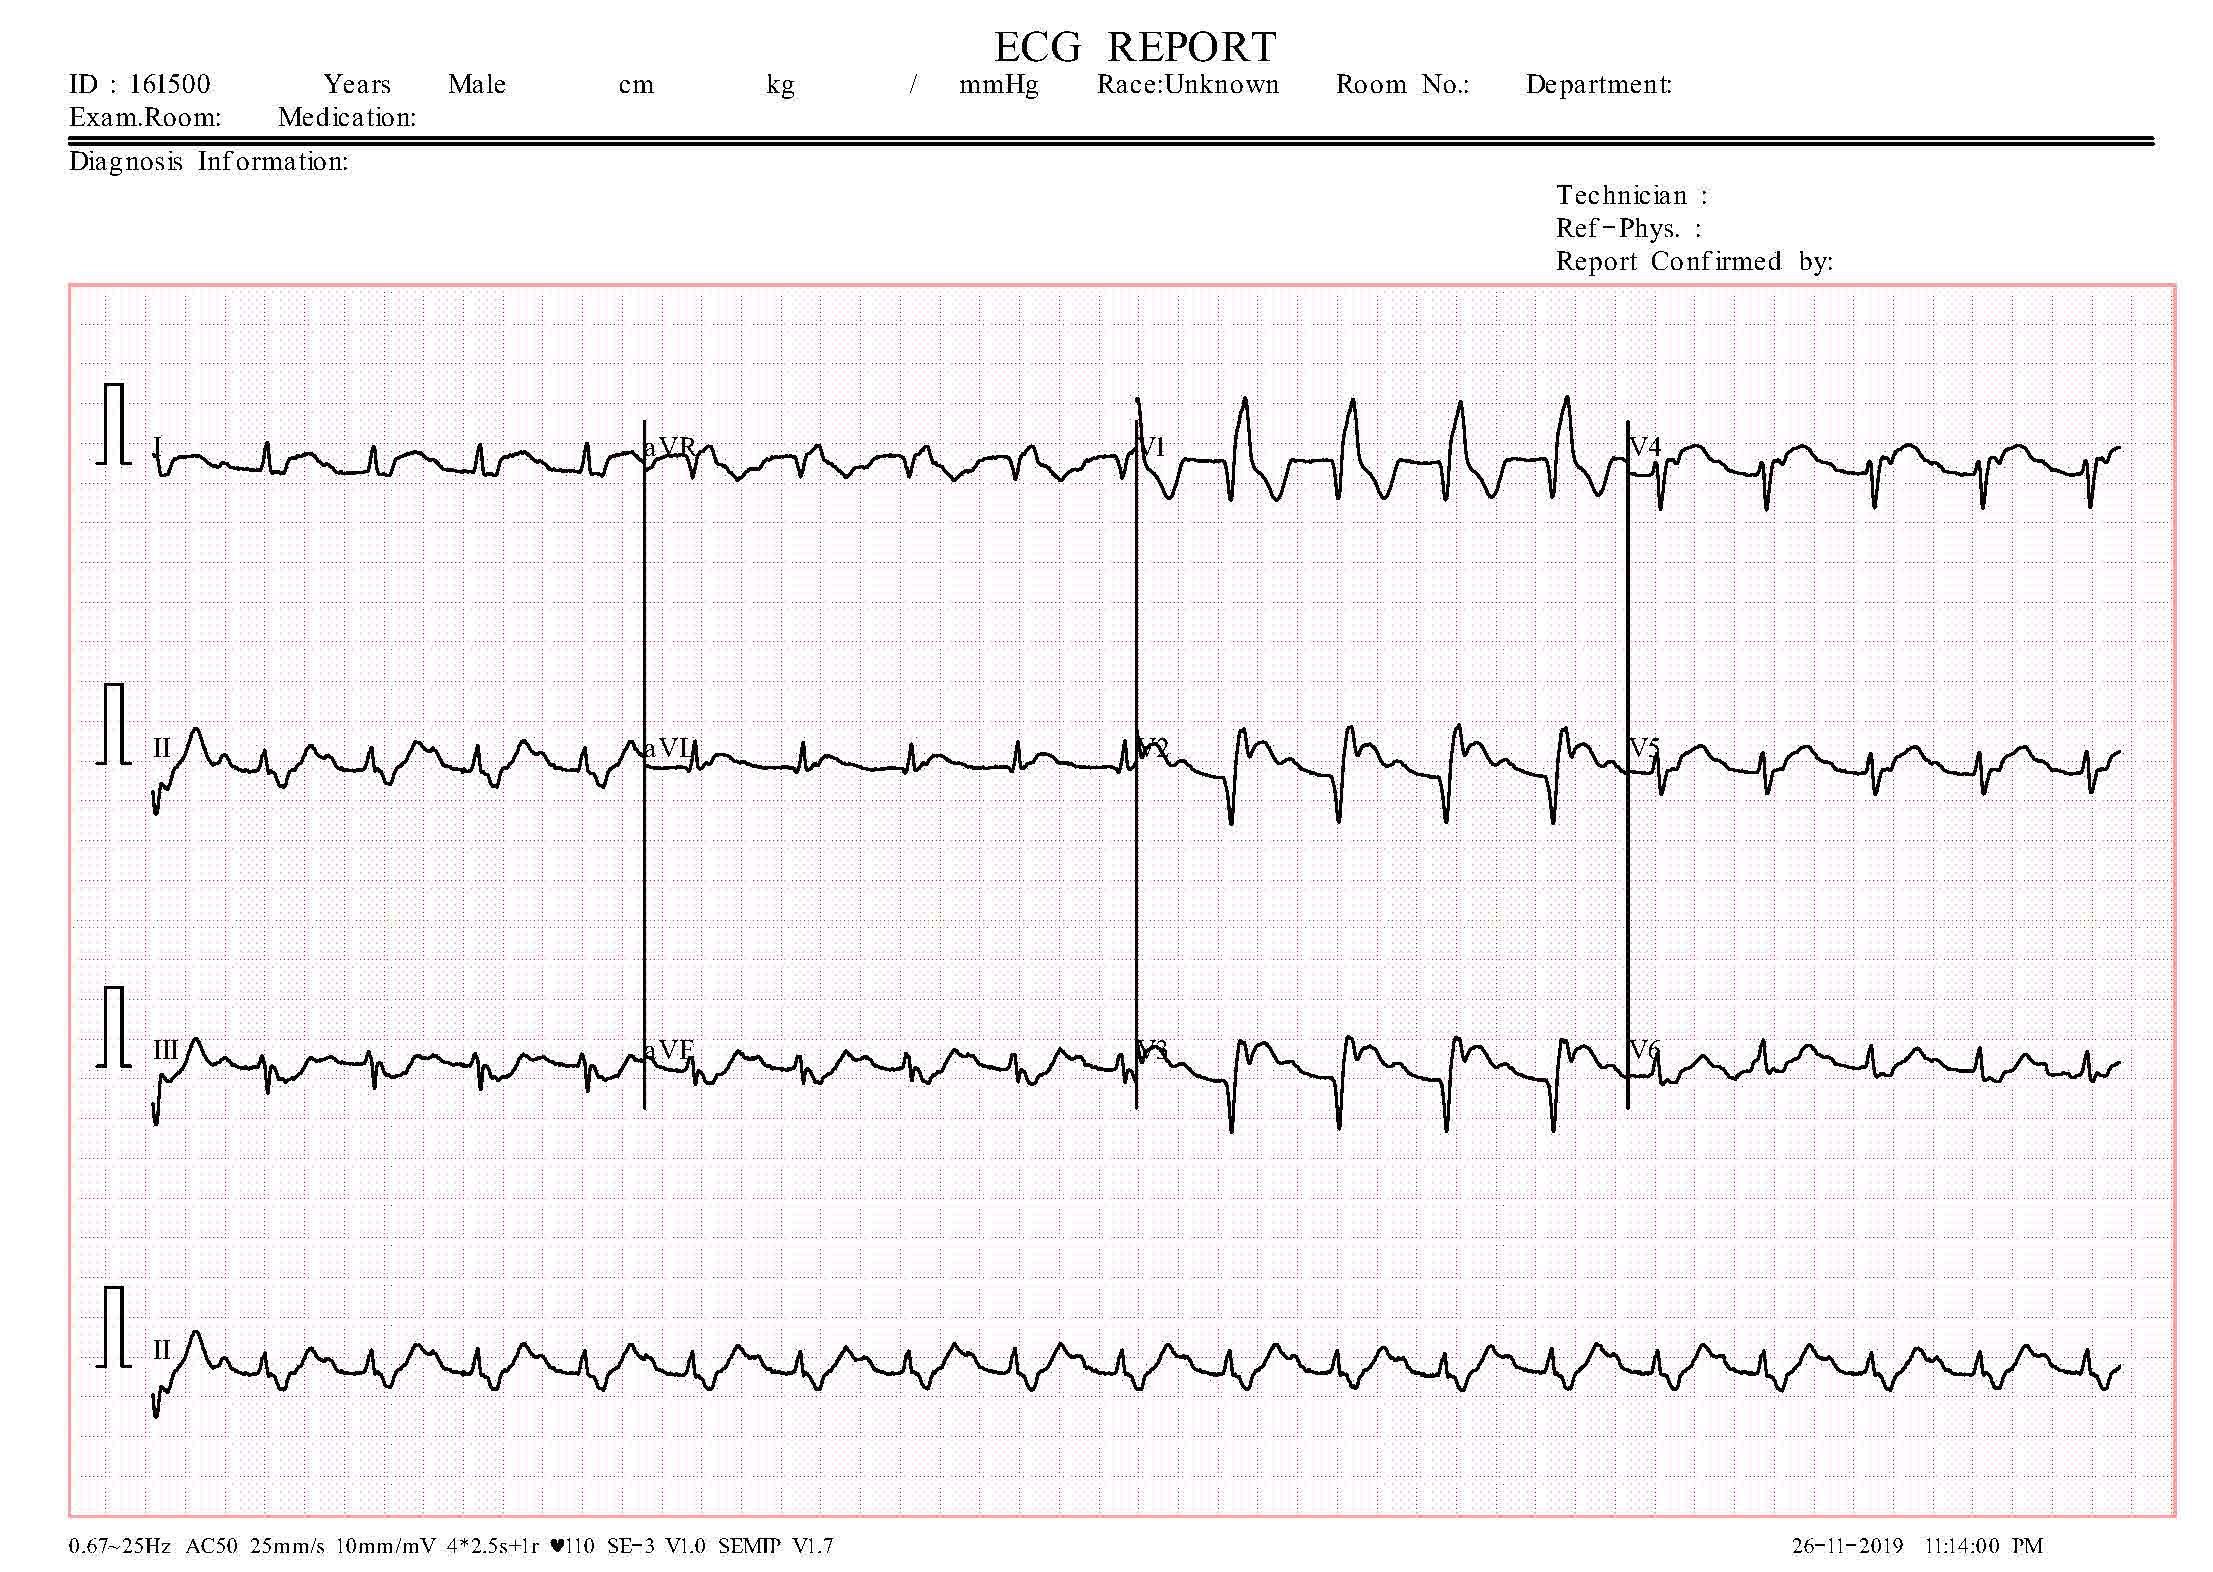 ECG REPORT
ID : 161500 Years Male cm kg / mmHg Race:Unknown Room No.: Department:
Exam.Room: Medication:
Diagnosis Information:
Technician :
Ref-Phys. :
Report Confirmed by:
I aVR V1 V4
II aVL V2 V5
III aVF V3 V6
II
0.67~25Hz AC50 25mm/s 10mm/mV 4*2.5s+1r ♥110 SE-3 V1.0 SEMIP V1.7 26-11-2019 11:14:00 PM